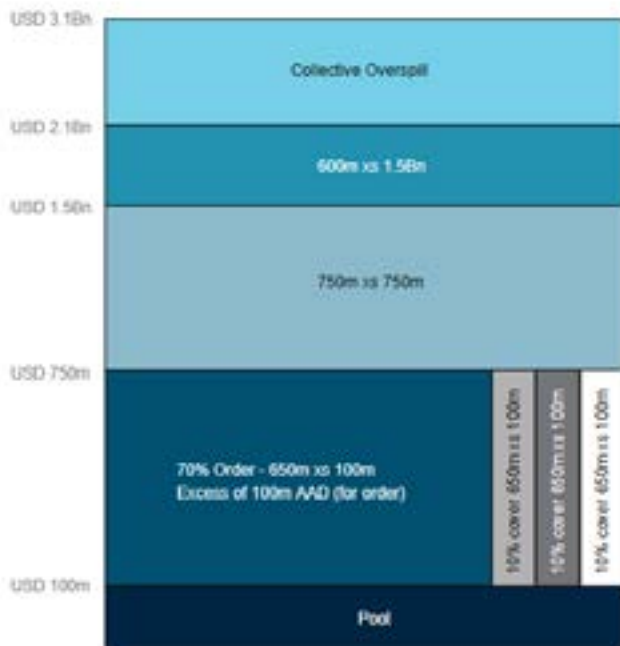 USD 3.1Bn
Collective Overspill
USD 2.1Bn
600m xs 1.5Bn
USD 1.5Bn
750m xs 750m
USD 750m
70% Order - 650m xs 100m
Excess of 100m AAD (for order)
10% cover 650m xs 100m
10% cover 650m xs 100m
10% cover 650m xs 100m
USD 100m
Pool